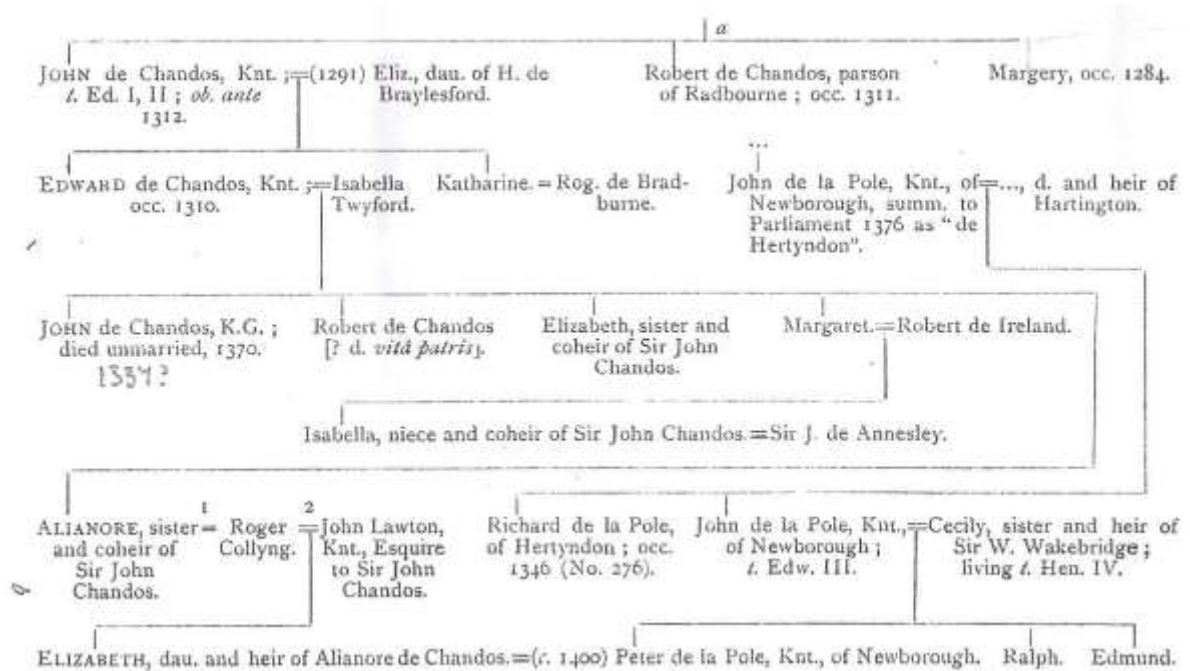 a
JOHN de Chandos, Knt. ;=(1291) Eliz., dau. of H. de
t. Ed. I, II ; ob. ante
1312.
Braylesford.
Robert de Chandos, parson
of Radbourne ; occ. 1311.
Margery, occ. 1284.
EDWARD de Chandos, Knt. ;=Isabella
occ. 1310.
Twyford.
Katharine.=Rog. de Brad-
burne.
...
John de la Pole, Knt., of=..., d. and heir of
Newborough, summ. to
Parliament 1376 as "de
Hertyndon".
Hartington.
JOHN de Chandos, K.G. ;
died unmarried, 1370.
1337?
Robert de Chandos
[? d. vitâ patris].
Elizabeth, sister and
coheir of Sir John
Chandos.
Margaret.=Robert de Ireland.
Isabella, niece and coheir of Sir John Chandos.=Sir J. de Annesley.
1
2
ALIANORE, sister= Roger =John Lawton,
and coheir of
Sir John
Chandos.
Collyng.
Knt., Esquire
to Sir John
Chandos.
Richard de la Pole,
of Hertyndon ; occ.
1346 (No. 276).
John de la Pole, Knt.,=Cecily, sister and heir of
of Newborough ;
t. Edw. III.
Sir W. Wakebridge ;
living t. Hen. IV.
ELIZABETH, dau. and heir of Alianore de Chandos.=(c. 1400) Peter de la Pole, Knt., of Newborough. Ralph. Edmund.